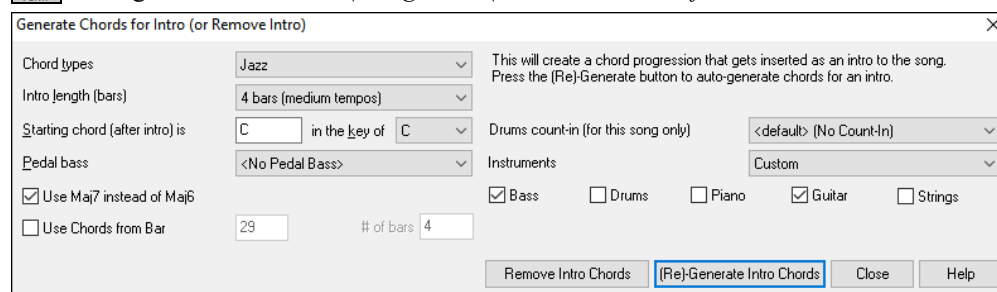 Generate Chords for Intro (or Remove Intro)
Chord types Jazz
This will create a chord progression that gets inserted as an intro to the song.
Press the (Re)-Generate button to auto-generate chords for an intro.
Intro length (bars) 4 bars (medium tempos)
Starting chord (after intro) is C in the key of C
Drums count-in (for this song only) <default> (No Count-In)
Pedal bass <No Pedal Bass>
Instruments Custom
Use Maj7 instead of Maj6
Bass Drums Piano Guitar Strings
Use Chords from Bar 29 # of bars 4
Remove Intro Chords (Re)-Generate Intro Chords Close Help